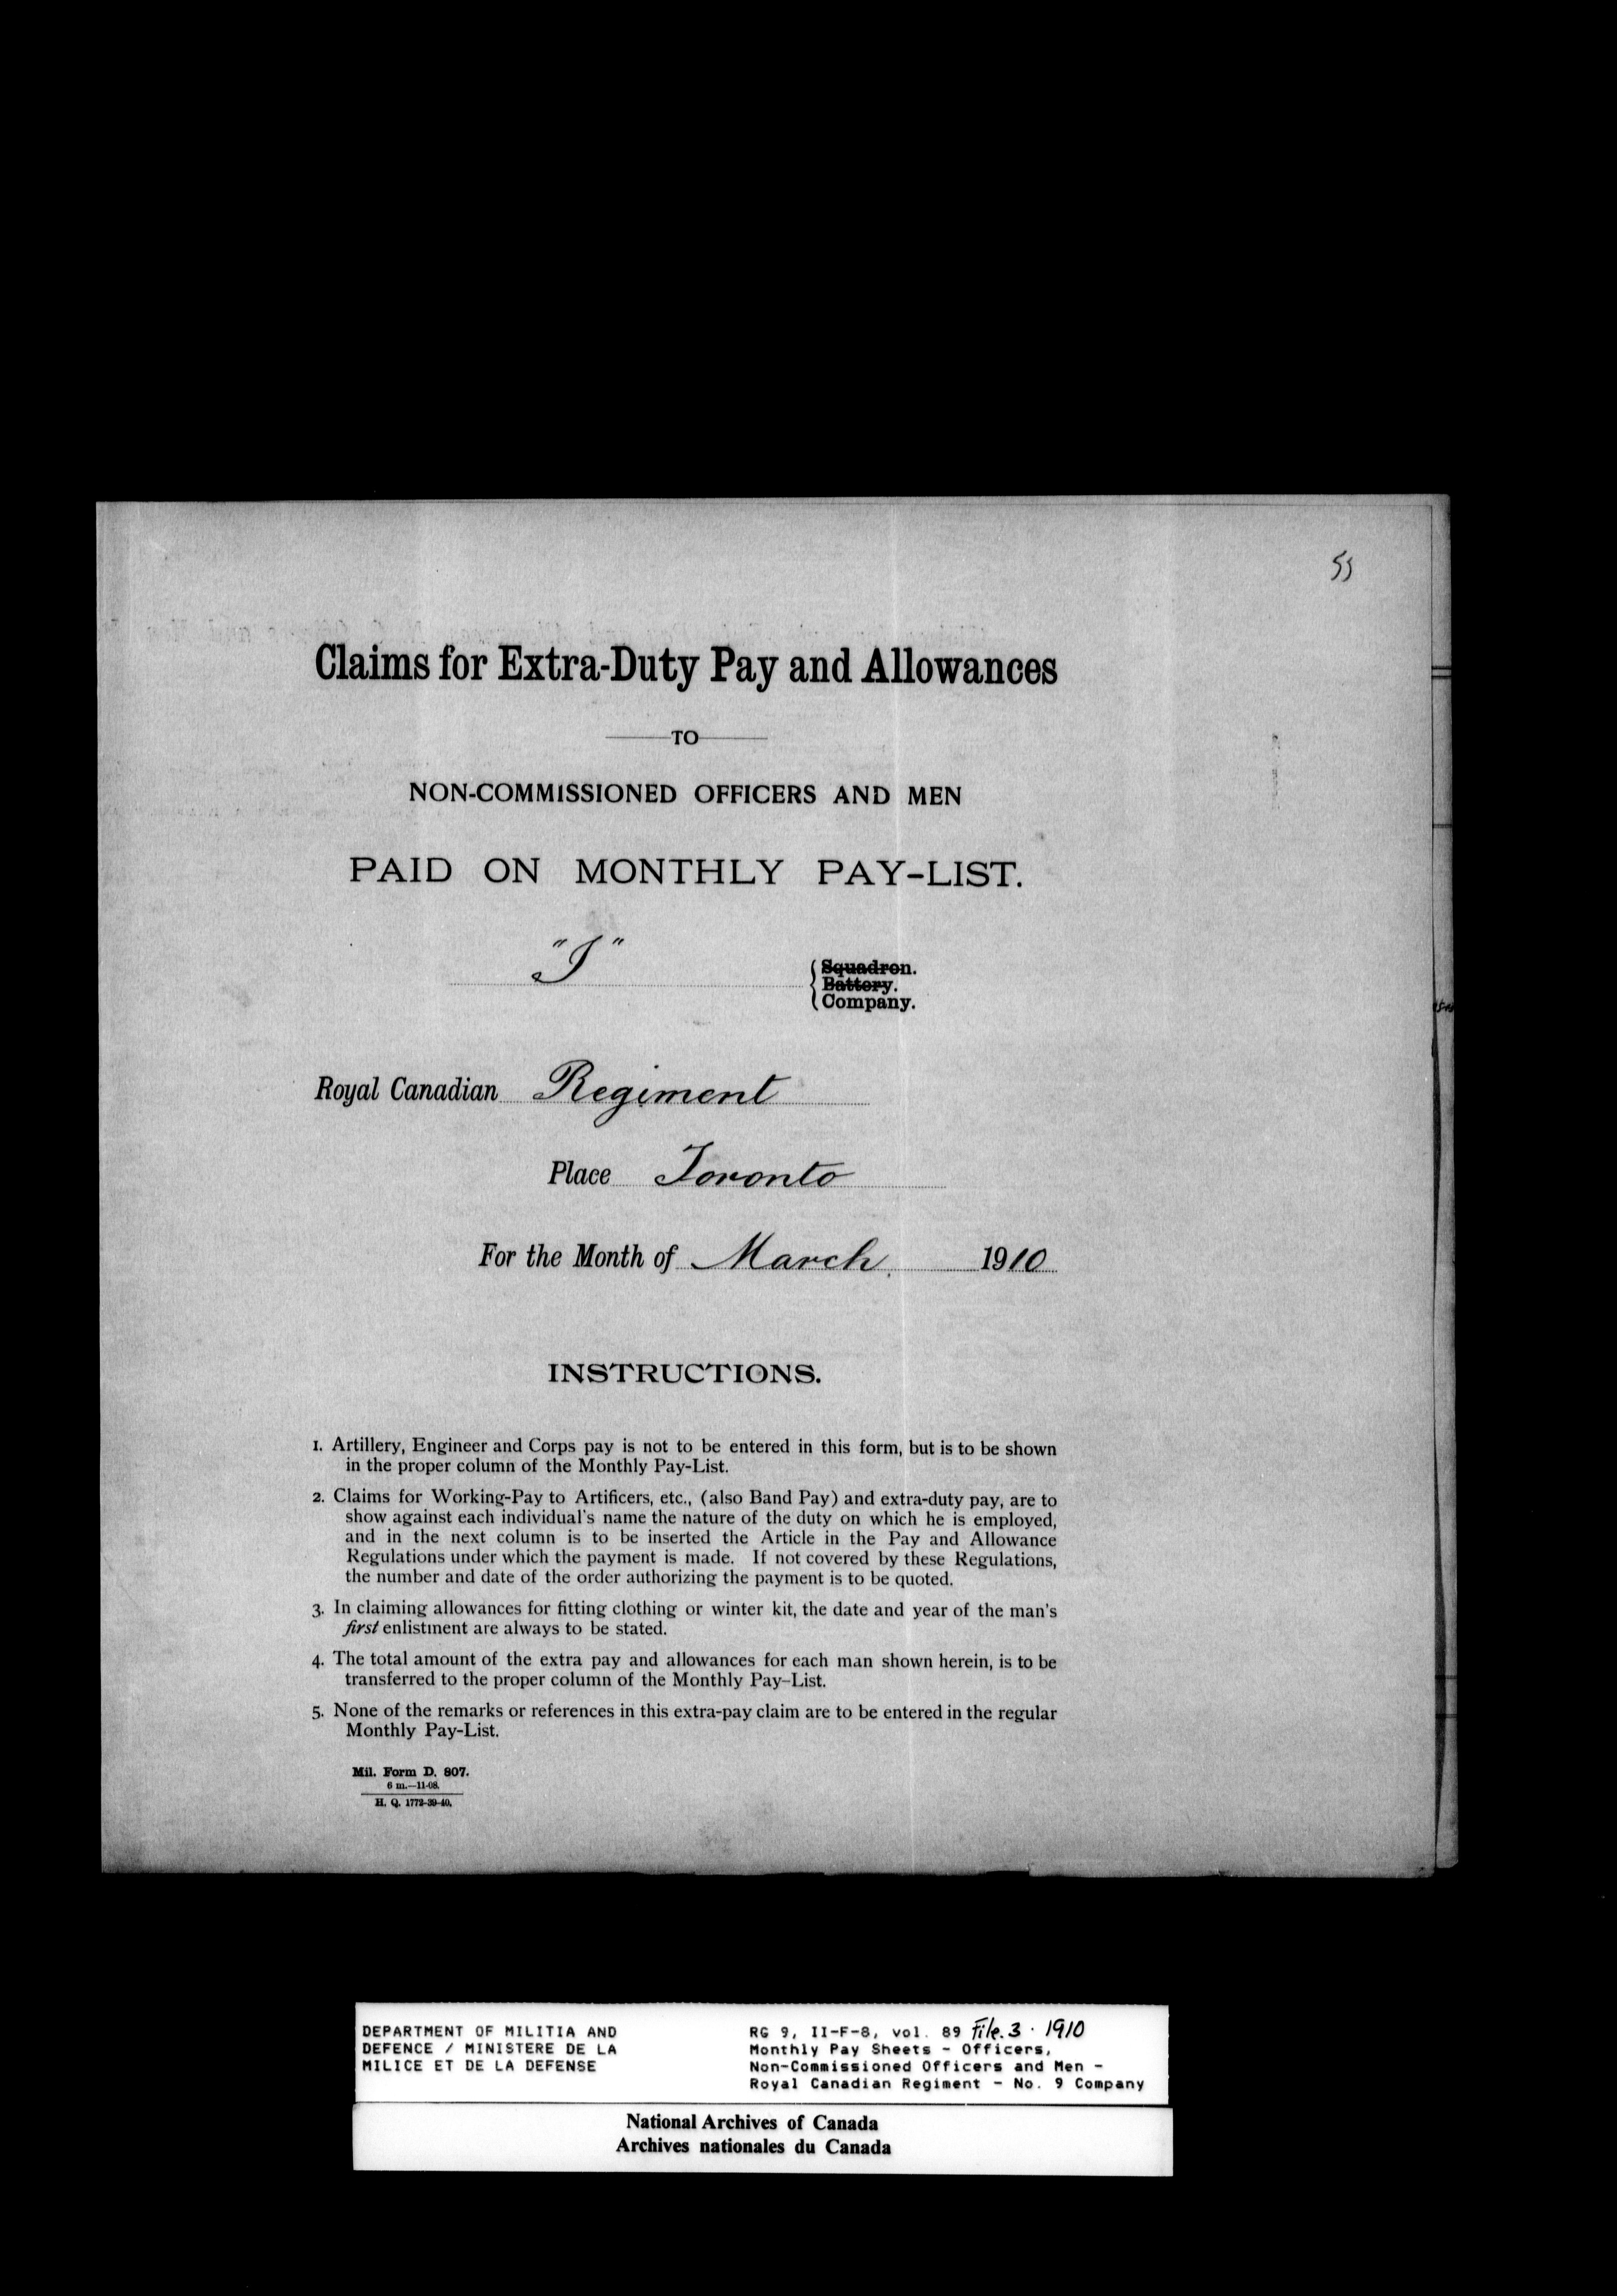 55
Claims for Extra-Duty Pay and Allowances
TO
NON-COMMISSIONED OFFICERS AND MEN
PAID ON MONTHLY PAY-LIST.
"I"
Squadron.
Battery.
Company.
Royal Canadian Regiment
Place Toronto
For the Month of March 1910
INSTRUCTIONS.
1. Artillery, Engineer and Corps pay is not to be entered in this form, but is to be shown
in the proper column of the Monthly Pay-List.
2. Claims for Working-Pay to Artificers, etc., (also Band Pay) and extra-duty pay, are to
show against each individual's name the nature of the duty on which he is employed,
and in the next column is to be inserted the Article in the Pay and Allowance
Regulations under which the payment is made. If not covered by these Regulations,
the number and date of the order authorizing the payment is to be quoted.
3. In claiming allowances for fitting clothing or winter kit, the date and year of the man's
first enlistment are always to be stated.
4. The total amount of the extra pay and allowances for each man shown herein, is to be
transferred to the proper column of the Monthly Pay-List.
5. None of the remarks or references in this extra-pay claim are to be entered in the regular
Monthly Pay-List.
Mil. Form D. 807.
6 m.—11-08.
H. Q. 1772-39-40.
DEPARTMENT OF MILITIA AND
DEFENCE / MINISTERE DE LA
MILICE ET DE LA DEFENSE
RG 9, II-F-8, vol. 89 File. 3 · 1910
Monthly Pay Sheets - Officers,
Non-Commissioned Officers and Men -
Royal Canadian Regiment - No. 9 Company
National Archives of Canada
Archives nationales du Canada